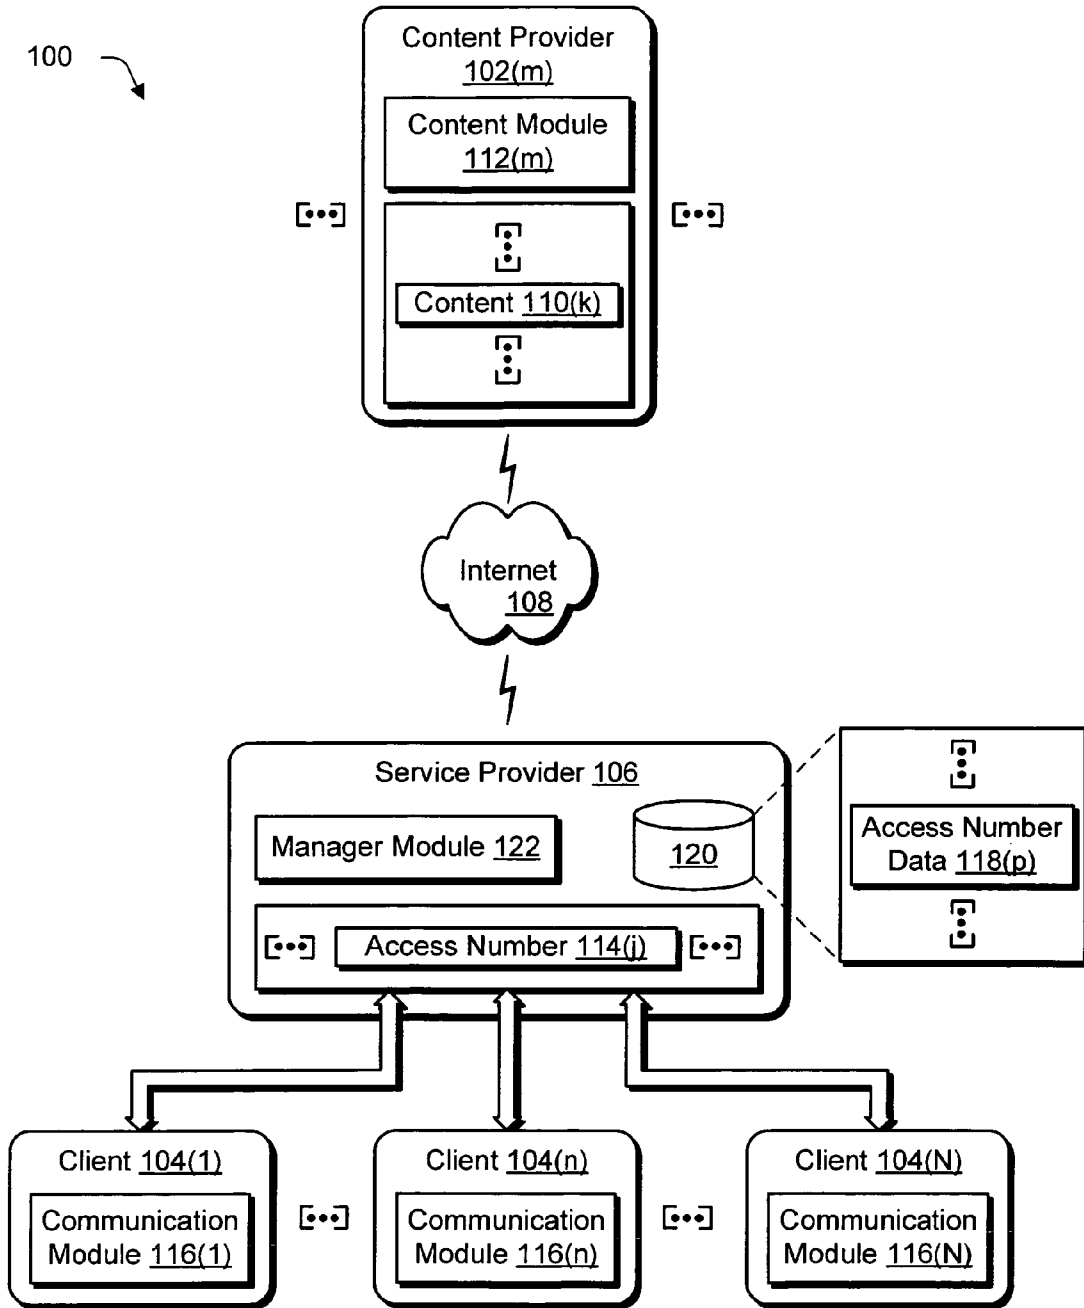 100
Content Provider
102(m)
Content Module
112(m)
Content 110(k)
Internet
108
Service Provider 106
Manager Module 122
120
Access Number
Data 118(p)
Access Number 114(j)
Client 104(1)
Communication
Module 116(1)
Client 104(n)
Communication
Module 116(n)
Client 104(N)
Communication
Module 116(N)